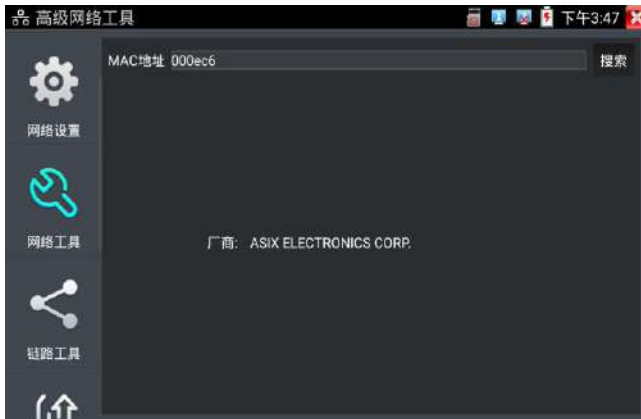 高级网络工具
下午3:47
MAC地址 000ec6
搜索
网络设置
网络工具
厂商: ASIX ELECTRONICS CORP.
链路工具